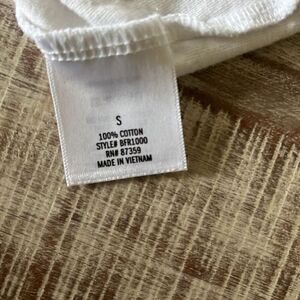 S
100% COTTON
STYLE# BFR1000
RN# 87359
MADE IN VIETNAM